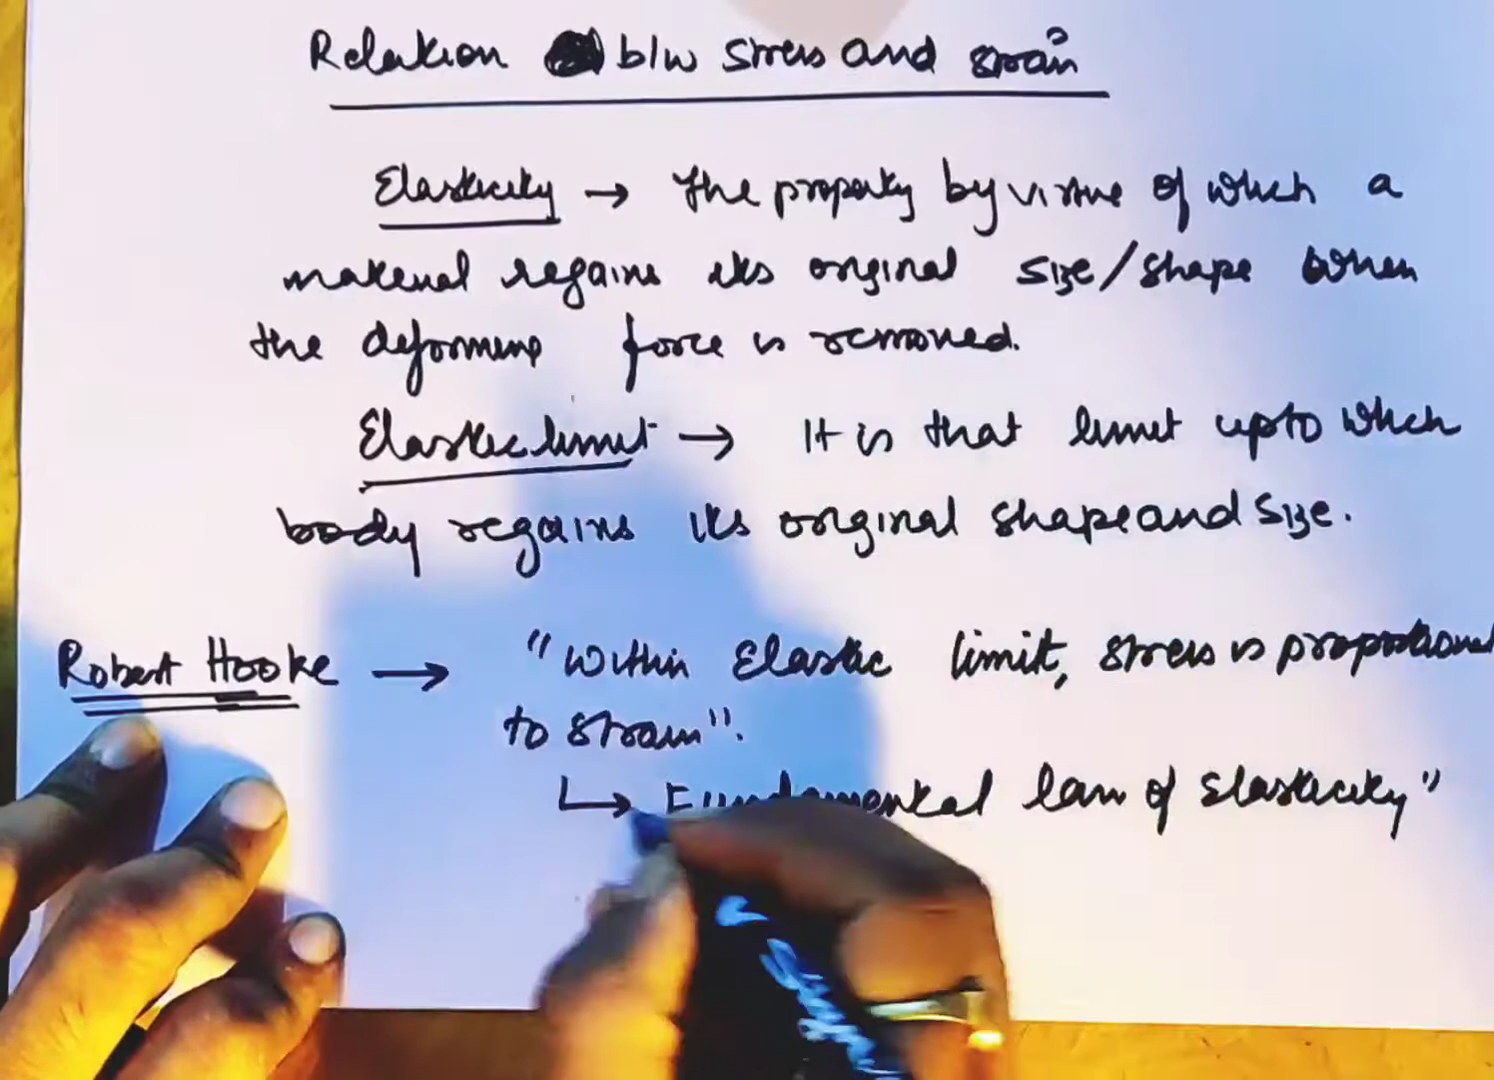 Relation b/w stress and strain
Elasticity → The property by virtue of which a
material regains its original size/shape when
the deforming force is removed.
Elastic limit → It is that limit upto which
body regains its original shape and size.
Robert Hooke → "Within Elastic limit, stress is proportional
to strain".
↳ Fundamental law of Elasticity"